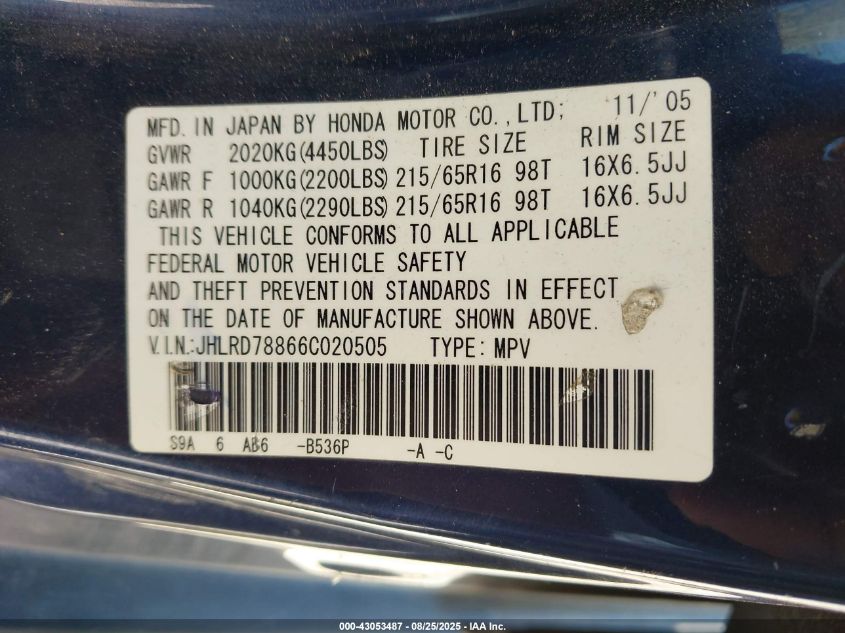 MFD. IN JAPAN BY HONDA MOTOR CO., LTD; 11/'05
GVWR 2020KG(4450LBS) TIRE SIZE RIM SIZE
GAWR F 1000KG(2200LBS) 215/65R16 98T 16X6.5JJ
GAWR R 1040KG(2290LBS) 215/65R16 98T 16X6.5JJ
THIS VEHICLE CONFORMS TO ALL APPLICABLE
FEDERAL MOTOR VEHICLE SAFETY
AND THEFT PREVENTION STANDARDS IN EFFECT
ON THE DATE OF MANUFACTURE SHOWN ABOVE.
V.I.N.:JHLRD78866C020505 TYPE: MPV
S9A 6 AB6 -B536P -A -C
000-43053487 - 08/25/2025 - IAA Inc.